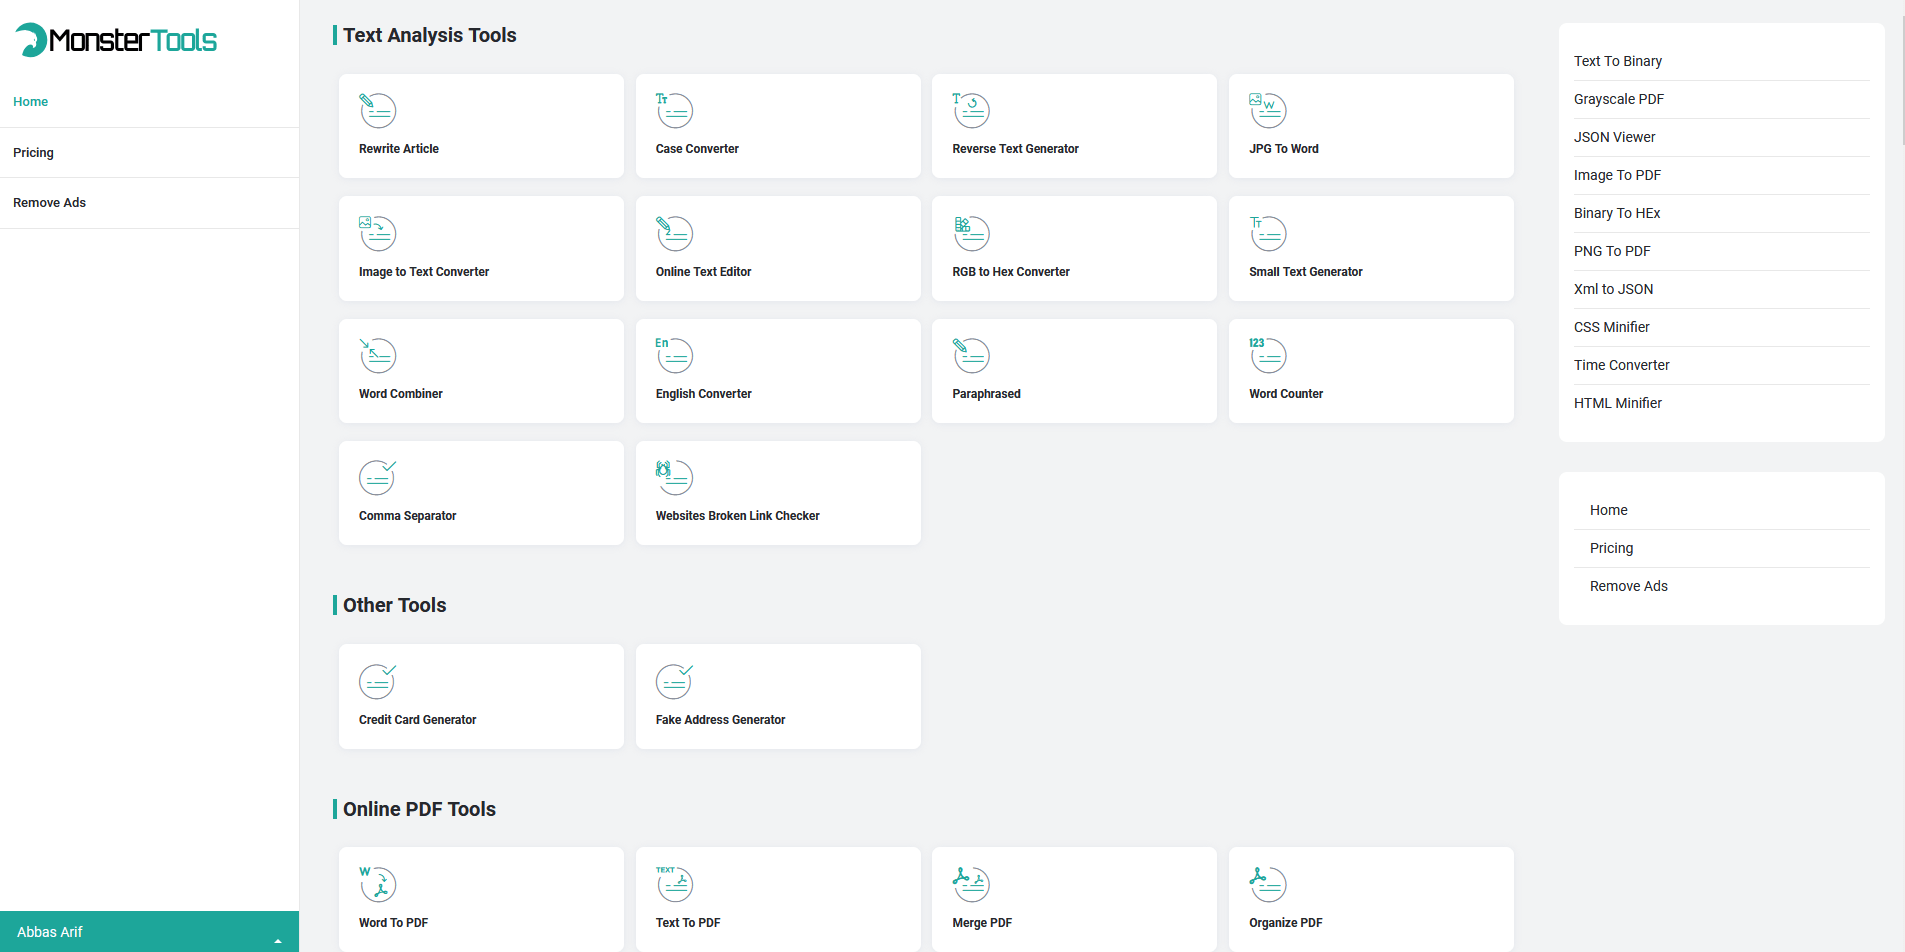 MonsterTools
Home
Pricing
Remove Ads
Abbas Arif
Text Analysis Tools
Rewrite Article
Tt
Case Converter
T
Reverse Text Generator
W
JPG To Word
Image to Text Converter
Online Text Editor
RGB to Hex Converter
Tt
Small Text Generator
Word Combiner
En
English Converter
Paraphrased
123
Word Counter
Comma Separator
Websites Broken Link Checker
Other Tools
Credit Card Generator
Fake Address Generator
Online PDF Tools
W
Word To PDF
TEXT
Text To PDF
Merge PDF
Organize PDF
Text To Binary
Grayscale PDF
JSON Viewer
Image To PDF
Binary To HEx
PNG To PDF
Xml to JSON
CSS Minifier
Time Converter
HTML Minifier
Home
Pricing
Remove Ads